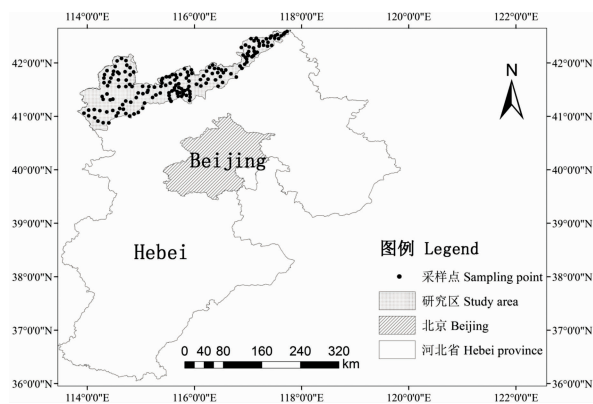 114°0'0"E 116°0'0"E 118°0'0"E 120°0'0"E 122°0'0"E
42°0'0"N 42°0'0"N
41°0'0"N 41°0'0"N
40°0'0"N 40°0'0"N
39°0'0"N 39°0'0"N
38°0'0"N 38°0'0"N
37°0'0"N 37°0'0"N
36°0'0"N 36°0'0"N
N
Beijing
Hebei
图例 Legend
采样点 Sampling point
研究区 Study area
北京 Beijing
河北省 Hebei province
0 40 80 160 240 320
km
114°0'0"E 116°0'0"E 118°0'0"E 120°0'0"E 122°0'0"E